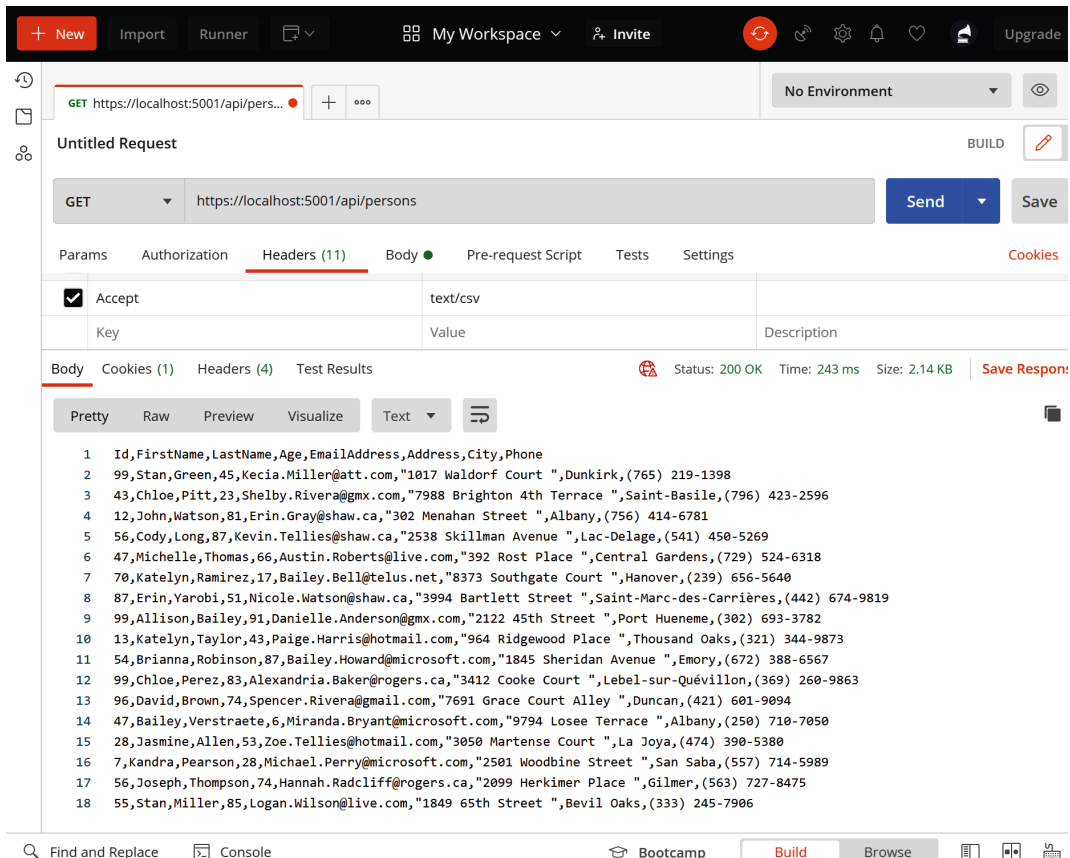 + New Import Runner My Workspace Invite Upgrade
GET https://localhost:5001/api/pers... + ooo No Environment
Untitled Request BUILD
GET https://localhost:5001/api/persons Send Save
Params Authorization Headers (11) Body Pre-request Script Tests Settings Cookies
Accept text/csv
Key Value Description
Body Cookies (1) Headers (4) Test Results Status: 200 OK Time: 243 ms Size: 2.14 KB Save Respons
Pretty Raw Preview Visualize Text
1 Id,FirstName,LastName,Age,EmailAddress,Address,City,Phone
2 99,Stan,Green,45,Kecia.Miller@att.com,"1017 Waldorf Court ",Dunkirk,(765) 219-1398
3 43,Chloe,Pitt,23,Shelby.Rivera@gmx.com,"7988 Brighton 4th Terrace ",Saint-Basile,(796) 423-2596
4 12,John,Watson,81,Erin.Gray@shaw.ca,"302 Menahan Street ",Albany,(756) 414-6781
5 56,Cody,Long,87,Kevin.Tellies@shaw.ca,"2538 Skillman Avenue ",Lac-Delage,(541) 450-5269
6 47,Michelle,Thomas,66,Austin.Roberts@live.com,"392 Rost Place ",Central Gardens,(729) 524-6318
7 70,Katelyn,Ramirez,17,Bailey.Bell@telus.net,"8373 Southgate Court ",Hanover,(239) 656-5640
8 87,Erin,Yarobi,51,Nicole.Watson@shaw.ca,"3994 Bartlett Street ",Saint-Marc-des-Carrières,(442) 674-9819
9 99,Allison,Bailey,91,Danielle.Anderson@gmx.com,"2122 45th Street ",Port Hueneme,(302) 693-3782
10 13,Katelyn,Taylor,43,Paige.Harris@hotmail.com,"964 Ridgewood Place ",Thousand Oaks,(321) 344-9873
11 54,Brianna,Robinson,87,Bailey.Howard@microsoft.com,"1845 Sheridan Avenue ",Emory,(672) 388-6567
12 99,Chloe,Perez,83,Alexandria.Baker@rogers.ca,"3412 Cooke Court ",Lebel-sur-Quévillon,(369) 260-9863
13 96,David,Brown,74,Spencer.Rivera@gmail.com,"7691 Grace Court Alley ",Duncan,(421) 601-9094
14 47,Bailey,Verstraete,6,Miranda.Bryant@microsoft.com,"9794 Losee Terrace ",Albany,(250) 710-7050
15 28,Jasmine,Allen,53,Zoe.Tellies@hotmail.com,"3050 Martense Court ",La Joya,(474) 390-5380
16 7,Kandra,Pearson,28,Michael.Perry@microsoft.com,"2501 Woodbine Street ",San Saba,(557) 714-5989
17 56,Joseph,Thompson,74,Hannah.Radcliff@rogers.ca,"2099 Herkimer Place ",Gilmer,(563) 727-8475
18 55,Stan,Miller,85,Logan.Wilson@live.com,"1849 65th Street ",Bevil Oaks,(333) 245-7906
Find and Replace Console Bootcamp Build Browse